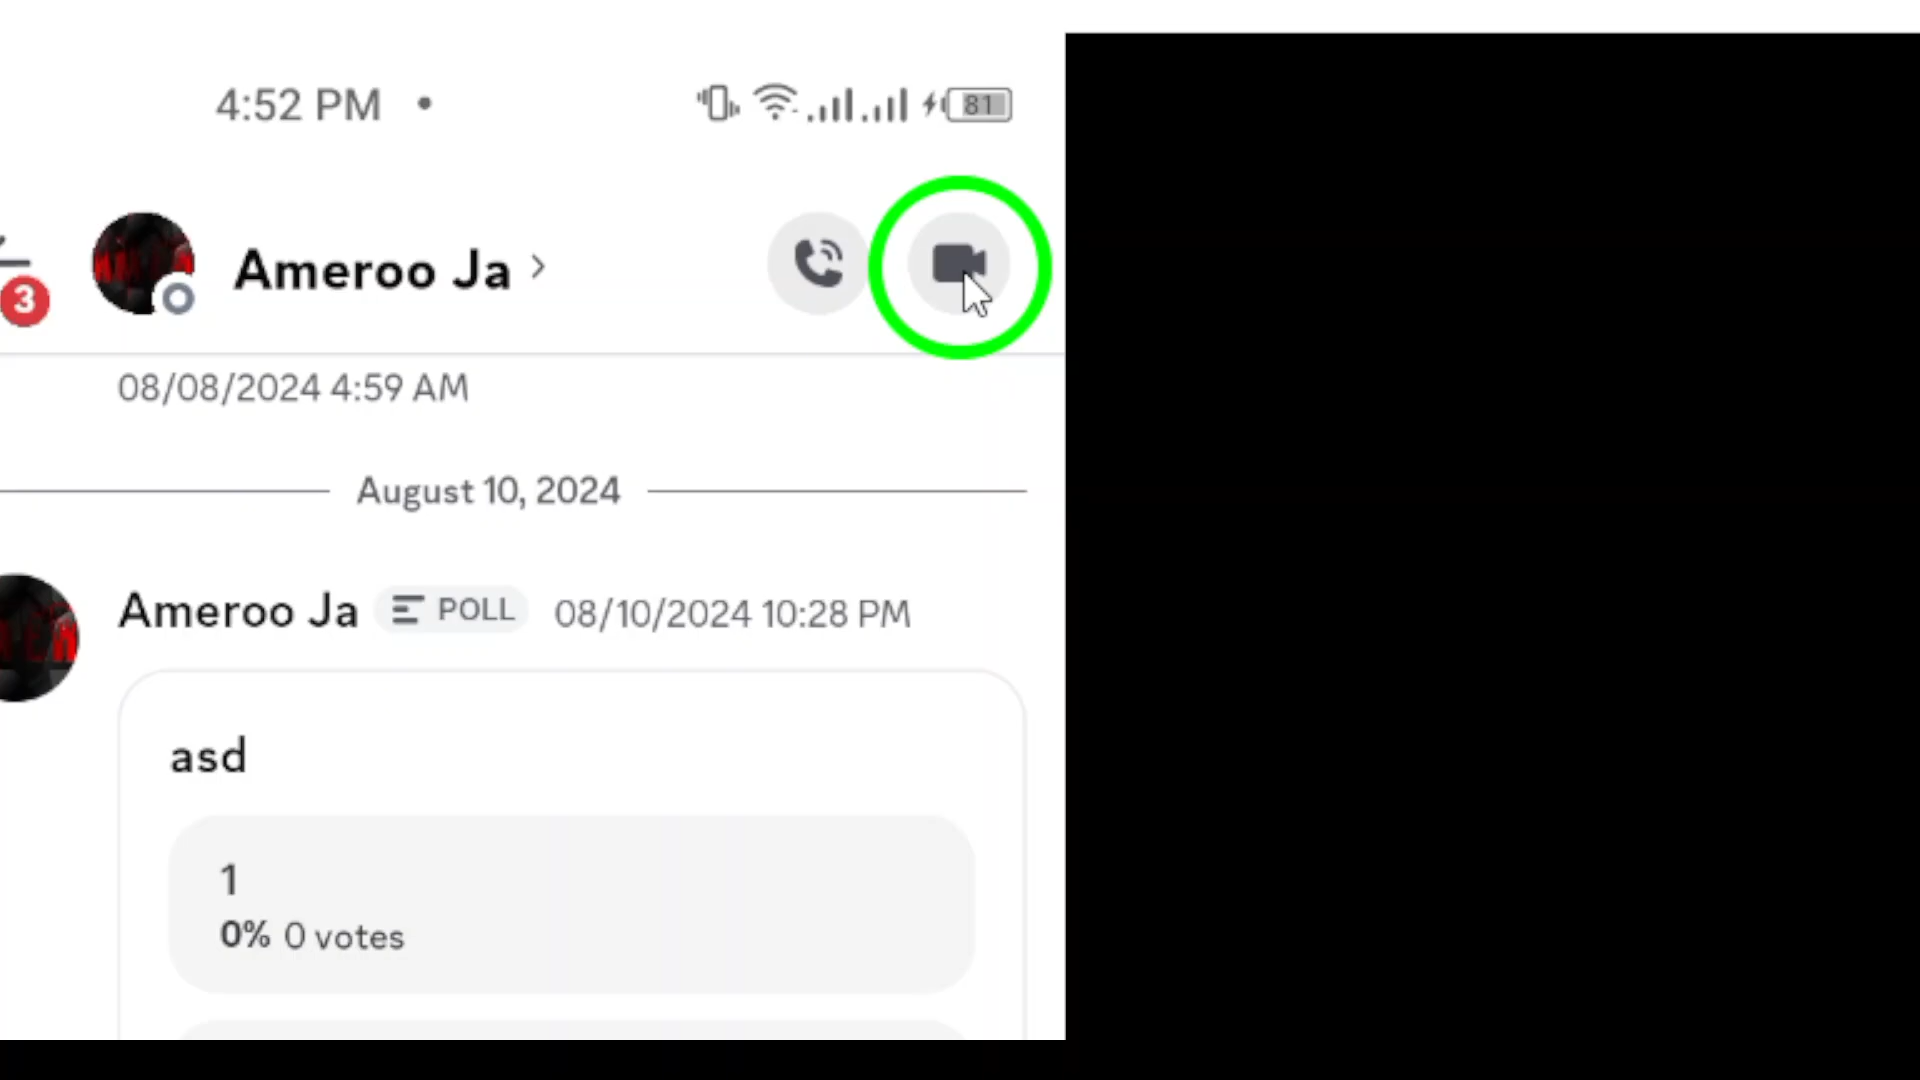 4:52 PM
81
3
Ameroo Ja
08/08/2024 4:59 AM
August 10, 2024
Ameroo Ja POLL 08/10/2024 10:28 PM
asd
1
0% 0 votes